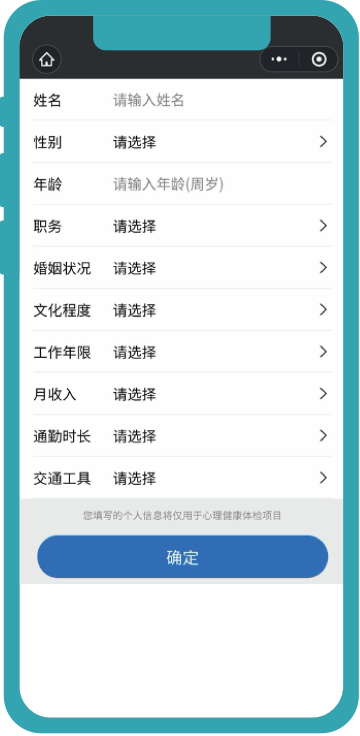 姓名 请输入姓名
性别 请选择
年龄 请输入年龄(周岁)
职务 请选择
婚姻状况 请选择
文化程度 请选择
工作年限 请选择
月收入 请选择
通勤时长 请选择
交通工具 请选择
您填写的个人信息将仅用于心理健康体检项目
确定